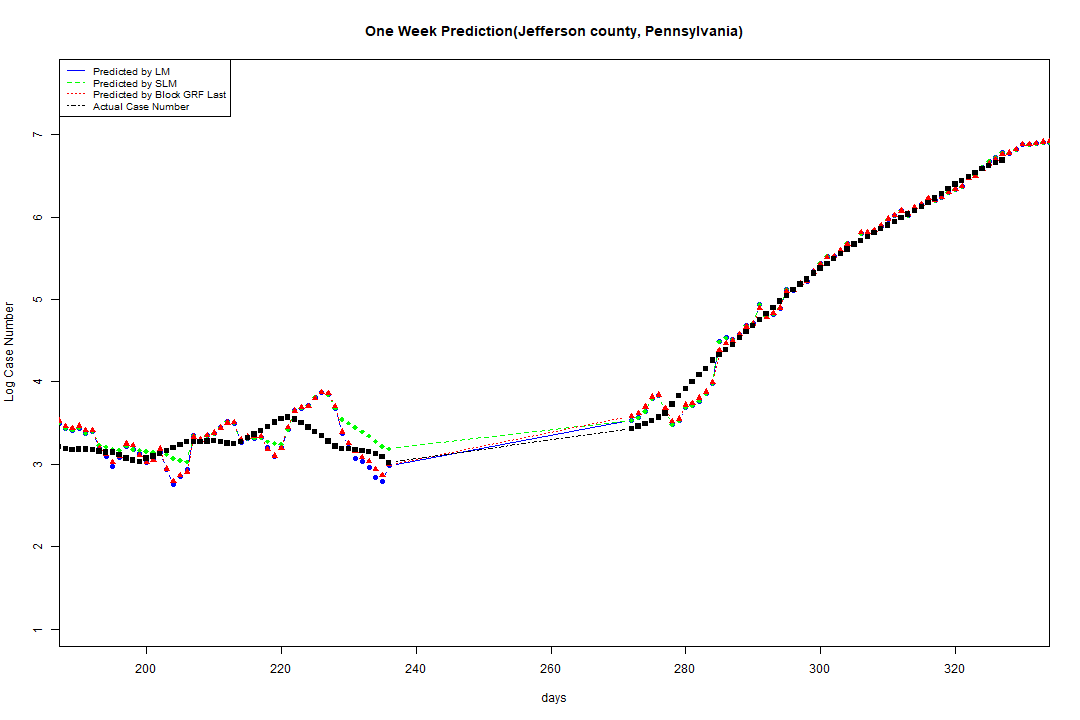 One Week Prediction(Jefferson county, Pennsylvania)
Predicted by LM
Predicted by SLM
Predicted by Block GRF Last
Actual Case Number
Log Case Number
7
6
5
4
3
2
1
200 220 240 260 280 300 320
days